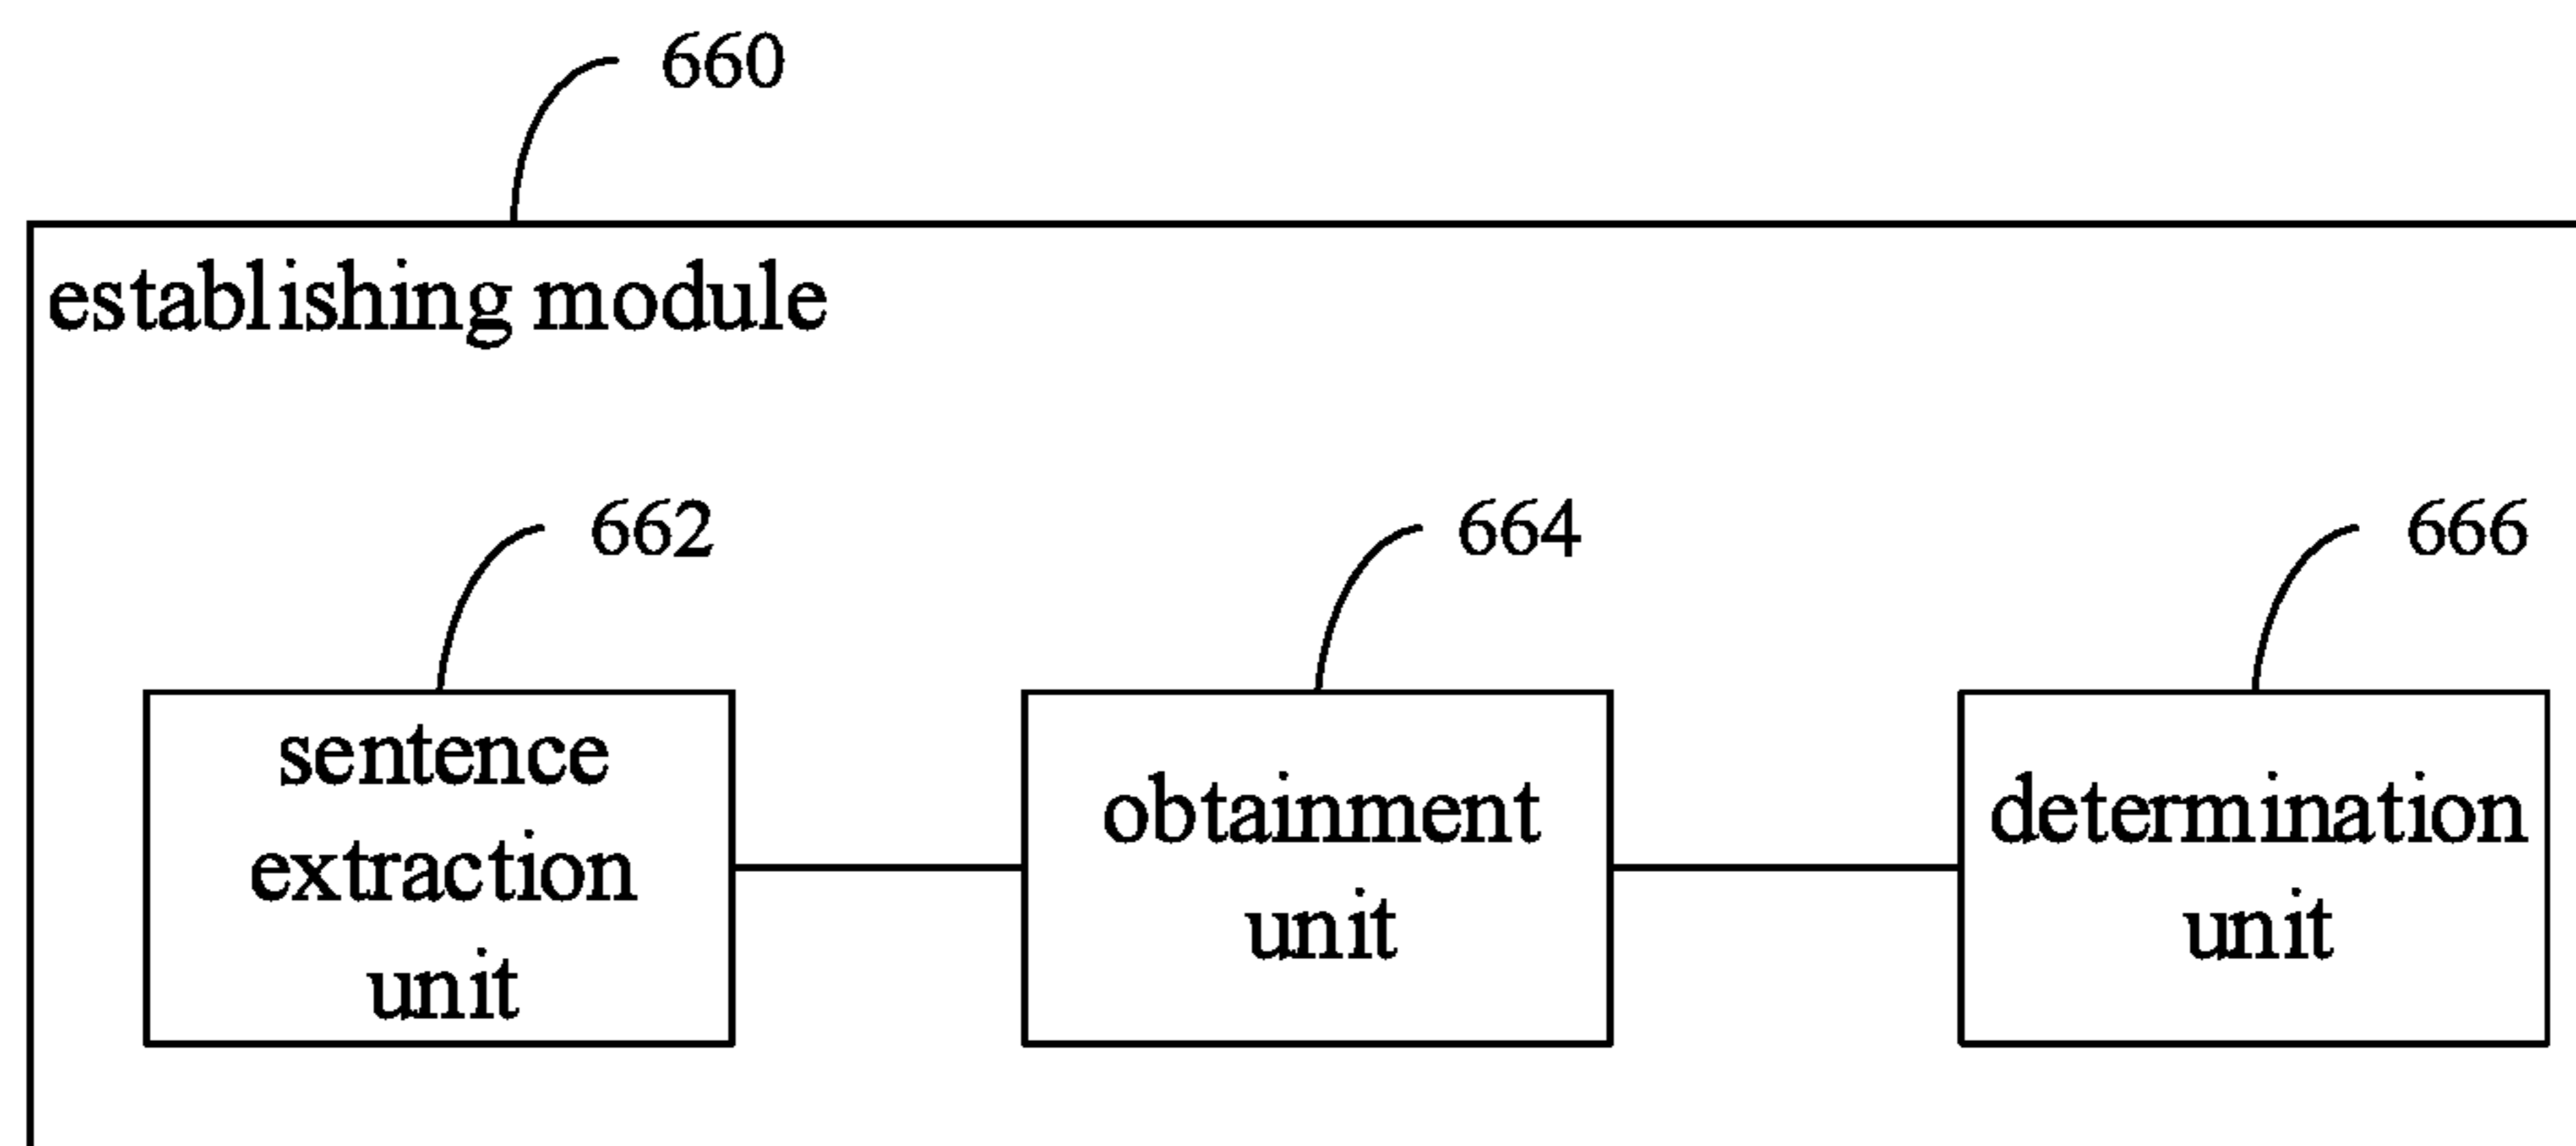 660
establishing module
662
664
666
sentence
extraction
unit
obtainment
unit
determination
unit